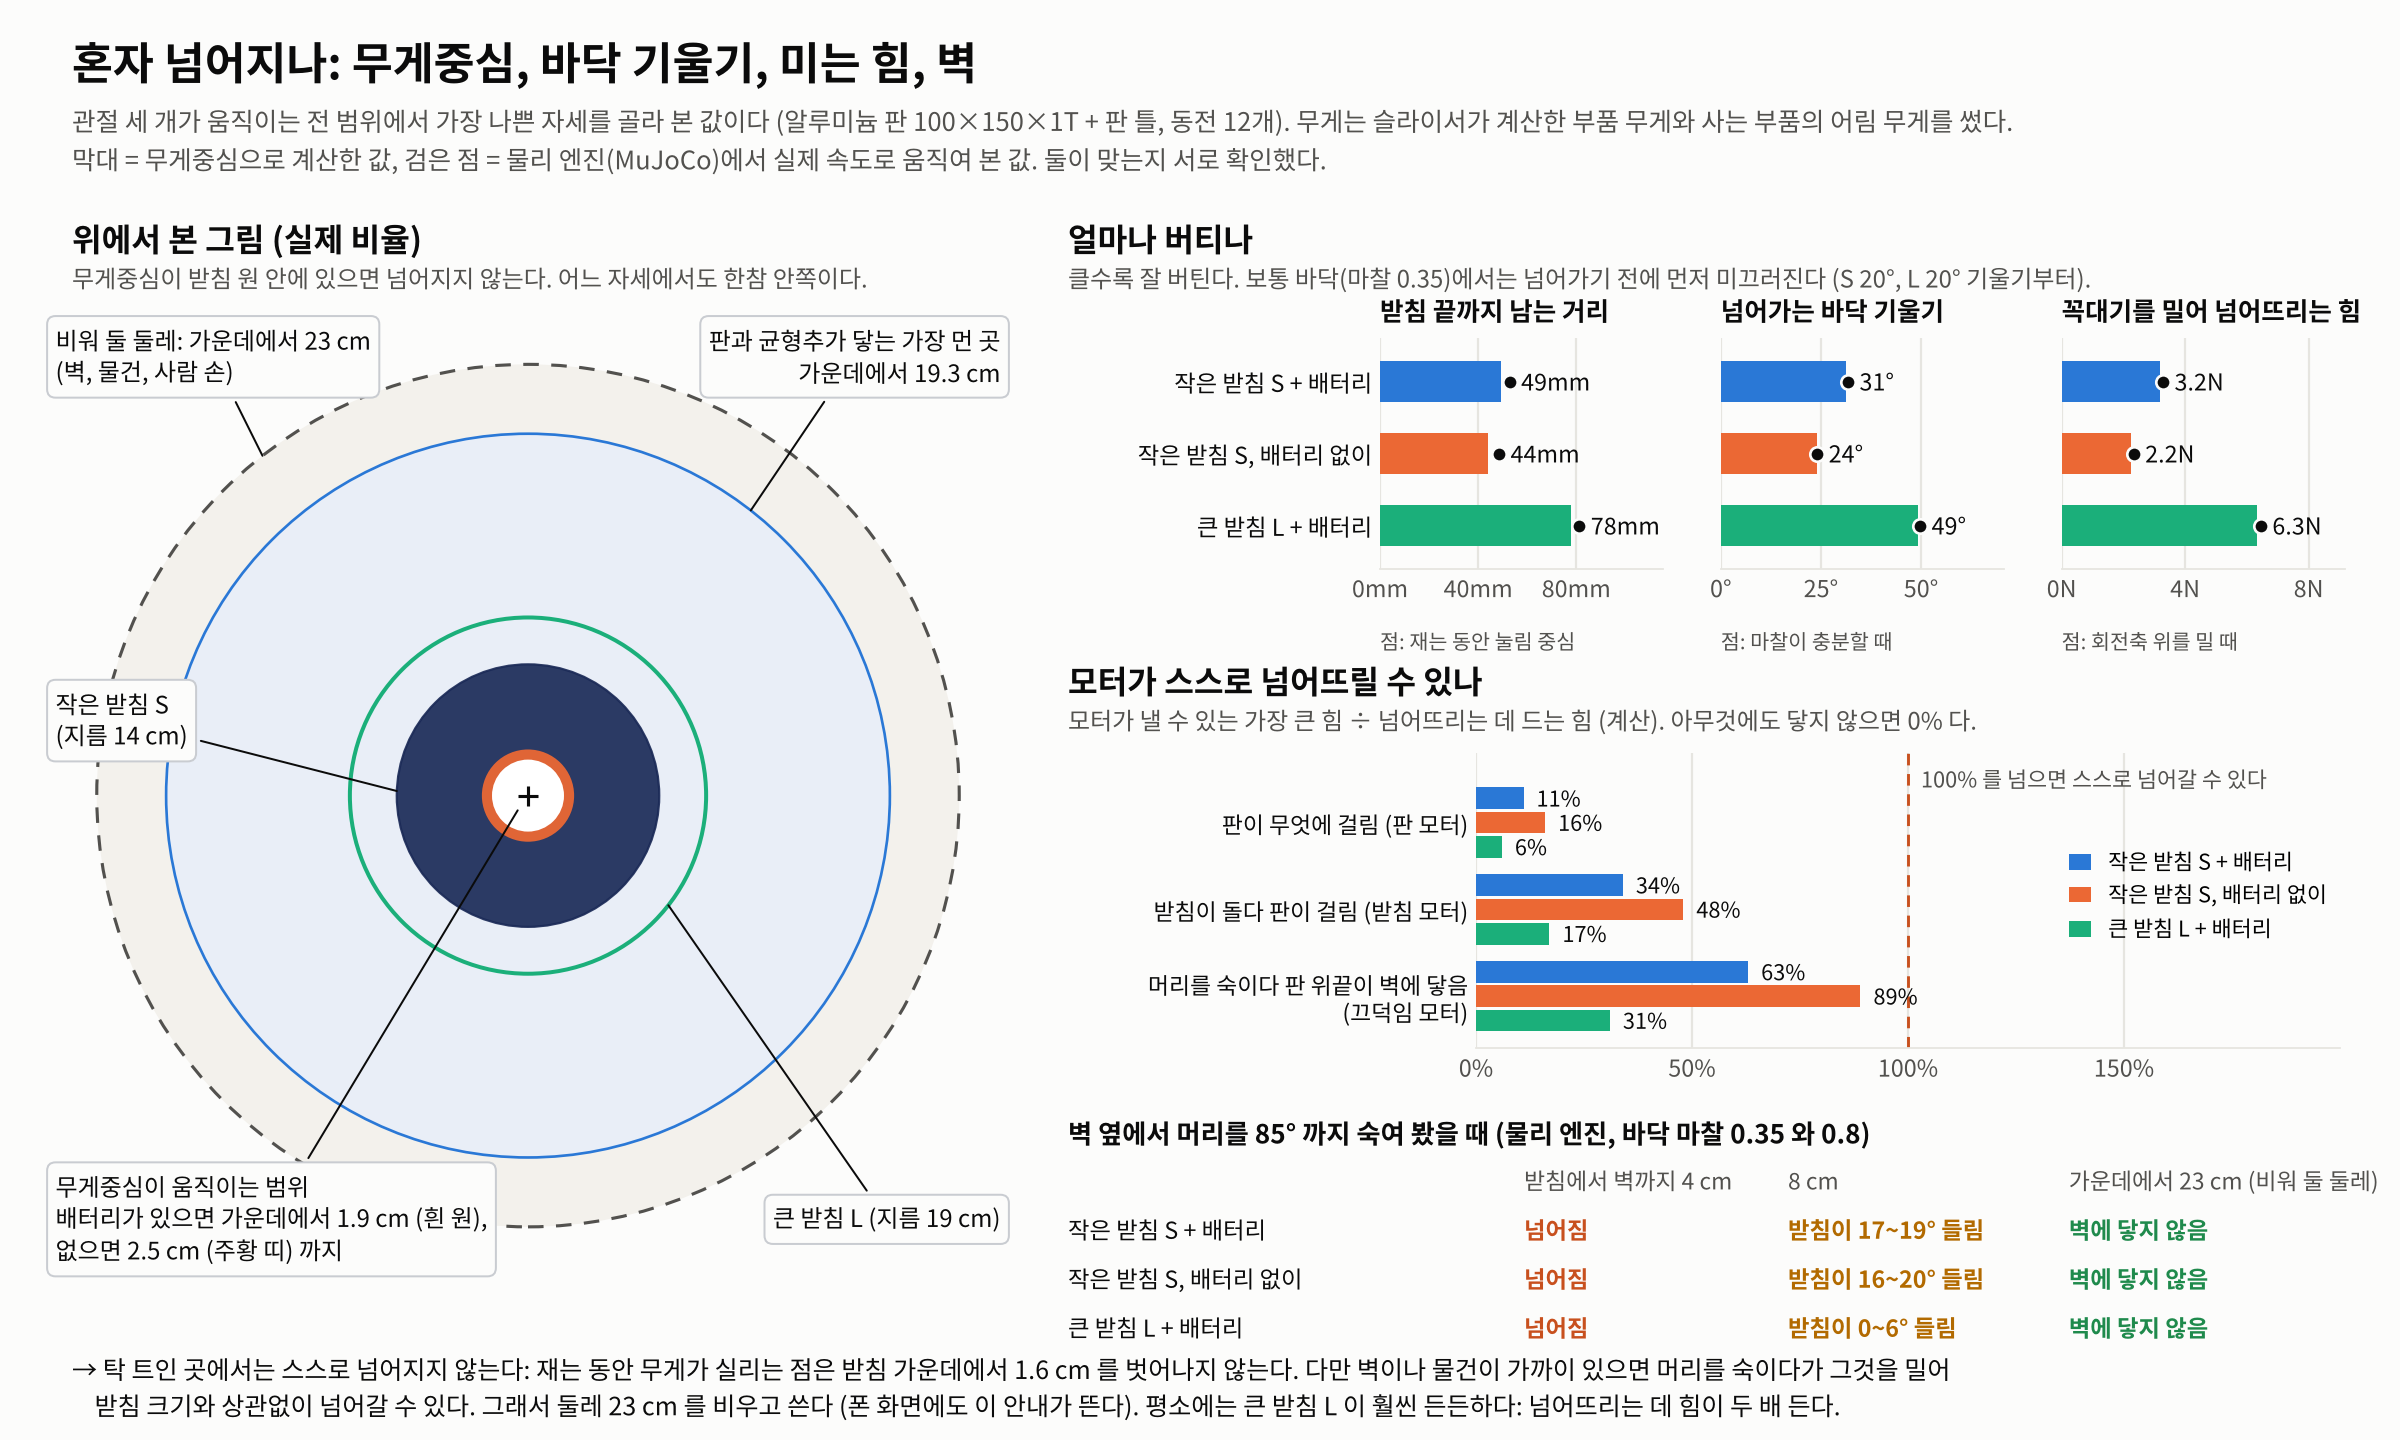 혼자 넘어지나: 무게중심, 바닥 기울기, 미는 힘, 벽
관절 세 개가 움직이는 전 범위에서 가장 나쁜 자세를 골라 본 값이다 (알루미늄 판 100×150×1T + 판 틀, 동전 12개). 무게는 슬라이서가 계산한 부품 무게와 사는 부품의 어림 무게를 썼다.
막대 = 무게중심으로 계산한 값, 검은 점 = 물리 엔진(MuJoCo)에서 실제 속도로 움직여 본 값. 둘이 맞는지 서로 확인했다.
위에서 본 그림 (실제 비율)
무게중심이 받침 원 안에 있으면 넘어지지 않는다. 어느 자세에서도 한참 안쪽이다.
비워 둘 둘레: 가운데에서 23 cm
(벽, 물건, 사람 손)
판과 균형추가 닿는 가장 먼 곳
가운데에서 19.3 cm
작은 받침 S
(지름 14 cm)
무게중심이 움직이는 범위
배터리가 있으면 가운데에서 1.9 cm (흰 원),
없으면 2.5 cm (주황 띠) 까지
큰 받침 L (지름 19 cm)
얼마나 버티나
클수록 잘 버틴다. 보통 바닥(마찰 0.35)에서는 넘어가기 전에 먼저 미끄러진다 (S 20°, L 20° 기울기부터).
받침 끝까지 남는 거리
넘어가는 바닥 기울기
꼭대기를 밀어 넘어뜨리는 힘
작은 받침 S + 배터리
49mm
31°
3.2N
작은 받침 S, 배터리 없이
44mm
24°
2.2N
큰 받침 L + 배터리
78mm
49°
6.3N
0mm 40mm 80mm
0° 25° 50°
0N 4N 8N
점: 재는 동안 눌림 중심
점: 마찰이 충분할 때
점: 회전축 위를 밀 때
모터가 스스로 넘어뜨릴 수 있나
모터가 낼 수 있는 가장 큰 힘 ÷ 넘어뜨리는 데 드는 힘 (계산). 아무것에도 닿지 않으면 0% 다.
100% 를 넘으면 스스로 넘어갈 수 있다
판이 무엇에 걸림 (판 모터)
11%
16%
6%
받침이 돌다 판이 걸림 (받침 모터)
34%
48%
17%
머리를 숙이다 판 위끝이 벽에 닿음
(끄덕임 모터)
63%
89%
31%
작은 받침 S + 배터리
작은 받침 S, 배터리 없이
큰 받침 L + 배터리
0% 50% 100% 150%
벽 옆에서 머리를 85° 까지 숙여 봤을 때 (물리 엔진, 바닥 마찰 0.35 와 0.8)
받침에서 벽까지 4 cm 8 cm 가운데에서 23 cm (비워 둘 둘레)
작은 받침 S + 배터리 넘어짐 받침이 17~19° 들림 벽에 닿지 않음
작은 받침 S, 배터리 없이 넘어짐 받침이 16~20° 들림 벽에 닿지 않음
큰 받침 L + 배터리 넘어짐 받침이 0~6° 들림 벽에 닿지 않음
→ 탁 트인 곳에서는 스스로 넘어지지 않는다: 재는 동안 무게가 실리는 점은 받침 가운데에서 1.6 cm 를 벗어나지 않는다. 다만 벽이나 물건이 가까이 있으면 머리를 숙이다가 그것을 밀어
받침 크기와 상관없이 넘어갈 수 있다. 그래서 둘레 23 cm 를 비우고 쓴다 (폰 화면에도 이 안내가 뜬다). 평소에는 큰 받침 L 이 훨씬 든든하다: 넘어뜨리는 데 힘이 두 배 든다.